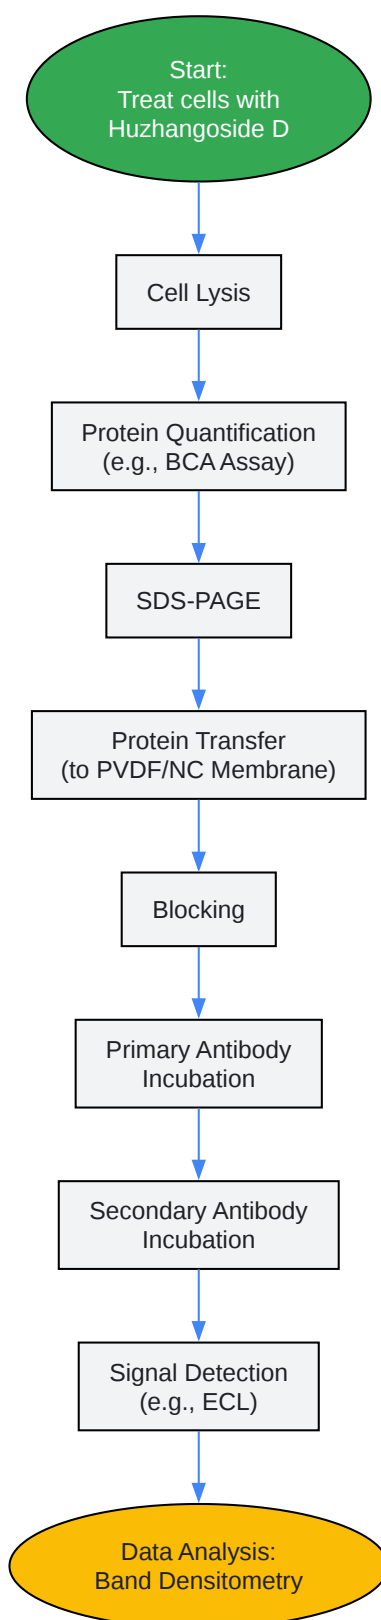 Start:
Treat cells with
Huzhangoside D
Cell Lysis
Protein Quantification
(e.g., BCA Assay)
SDS-PAGE
Protein Transfer
(to PVDF/NC Membrane)
Blocking
Primary Antibody
Incubation
Secondary Antibody
Incubation
Signal Detection
(e.g., ECL)
Data Analysis:
Band Densitometry